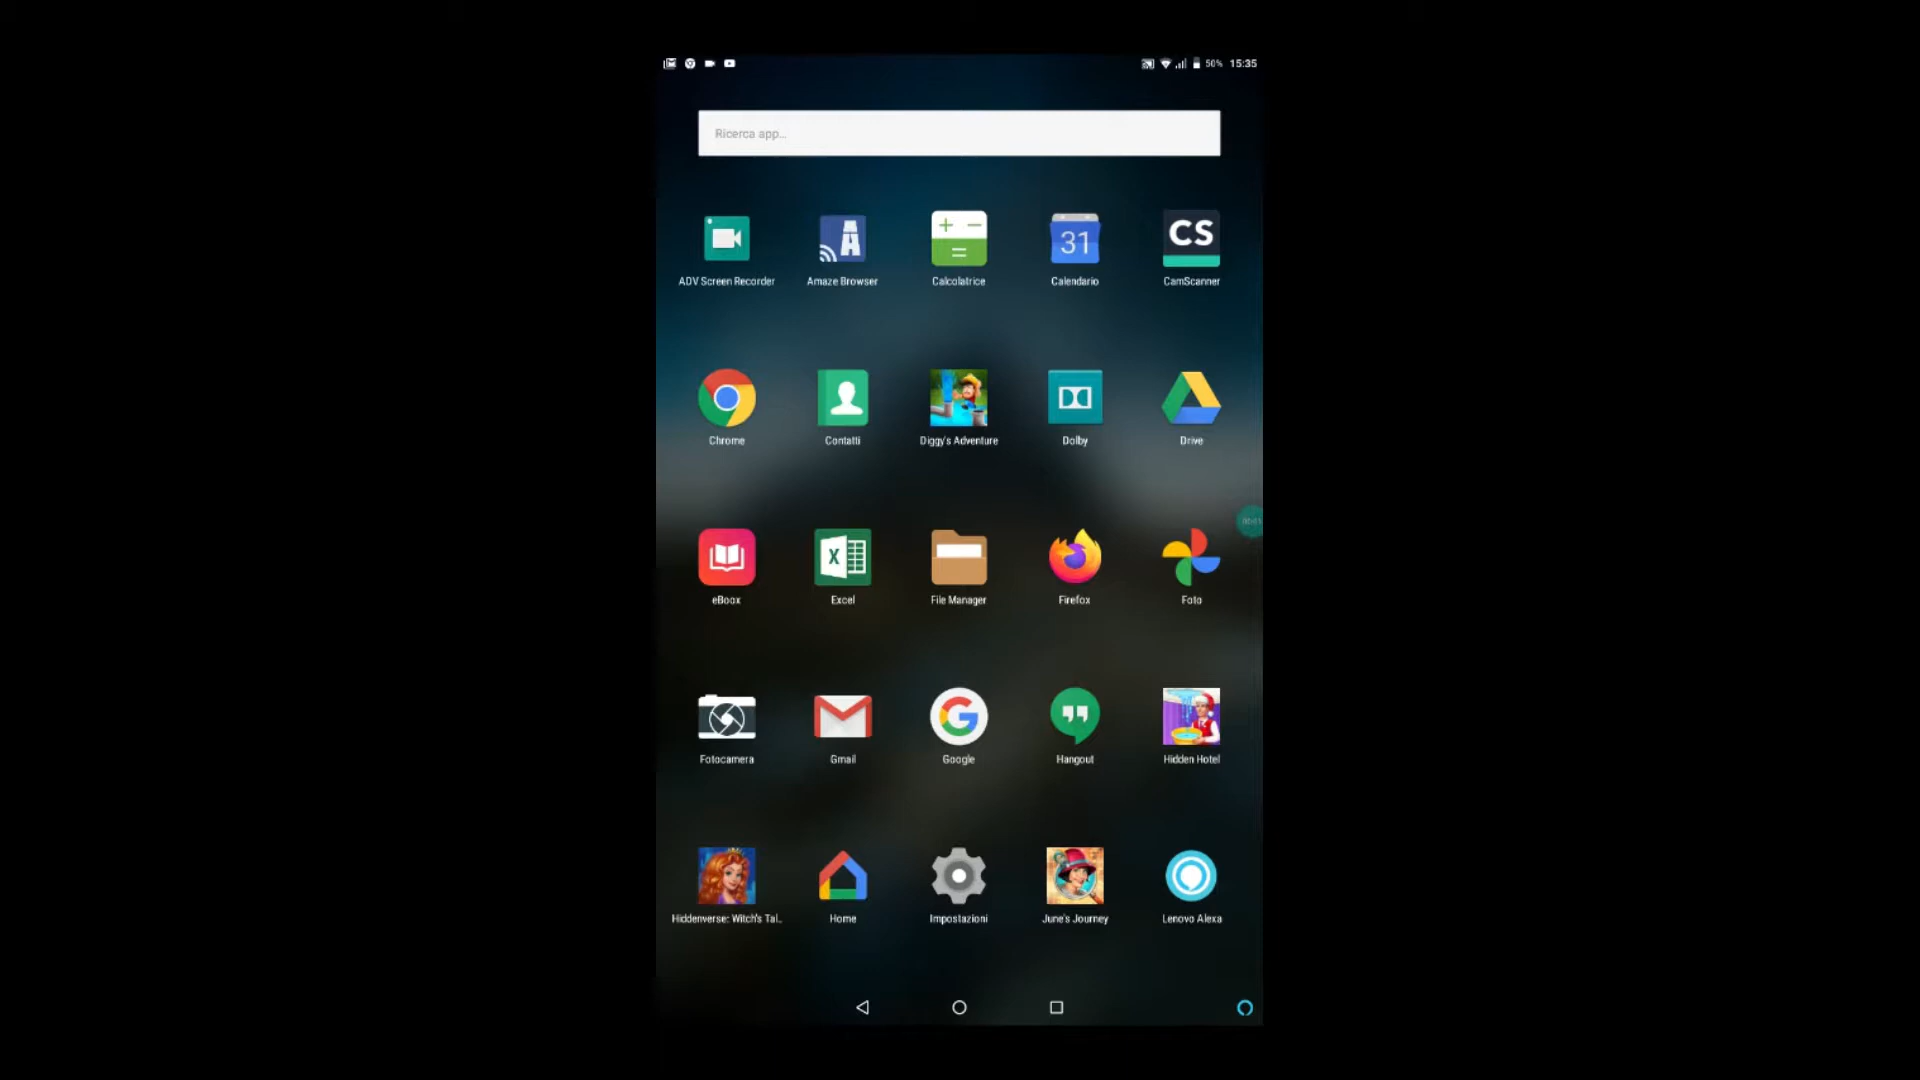 50% 15:35
Ricerca app...
31
CS
ADV Screen Recorder Amaze Browser Calcolatrice Calendario CamScanner
Chrome Contatti Diggy's Adventure Dolby Drive
X
eBoox Excel File Manager Firefox Foto
G
Fotocamera Gmail Google Hangout Hidden Hotel
Hiddenverse: Witch's Tal.. Home Impostazioni June's Journey Lenovo Alexa